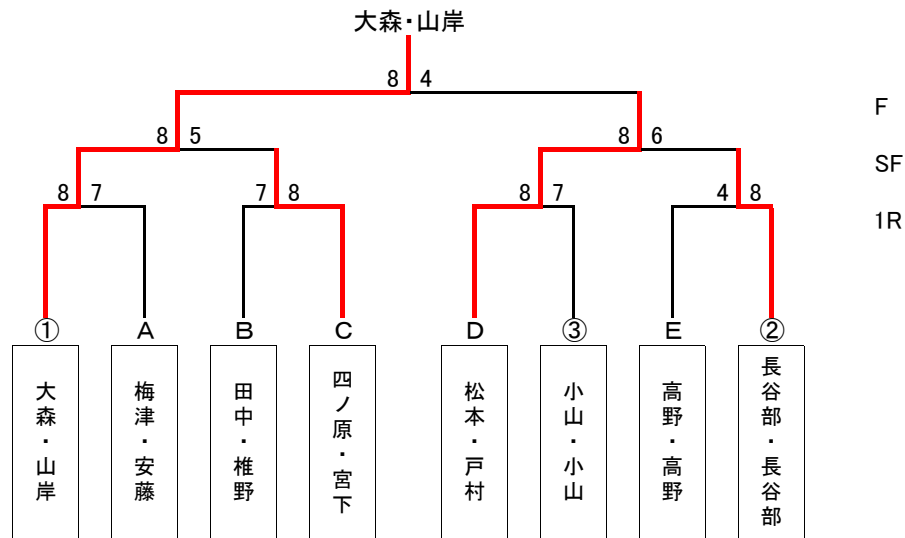 大森・山岸
8 4
F
8 5 8 6
SF
8 7 7 8 8 7 4 8
1R
① A B C D ③ E ②
大森・山岸
梅津・安藤
田中・椎野
四ノ原・宮下
松本・戸村
小山・小山
高野・高野
長谷部・長谷部